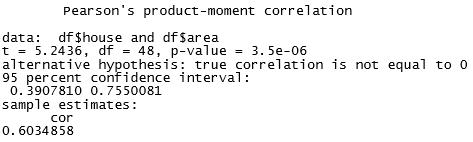 Pearson's product-moment correlation
data:  df$house and df$area
t = 5.2436, df = 48, p-value = 3.5e-06
alternative hypothesis: true correlation is not equal to 0
95 percent confidence interval:
0.3907810 0.7550081
sample estimates:
cor
0.6034858